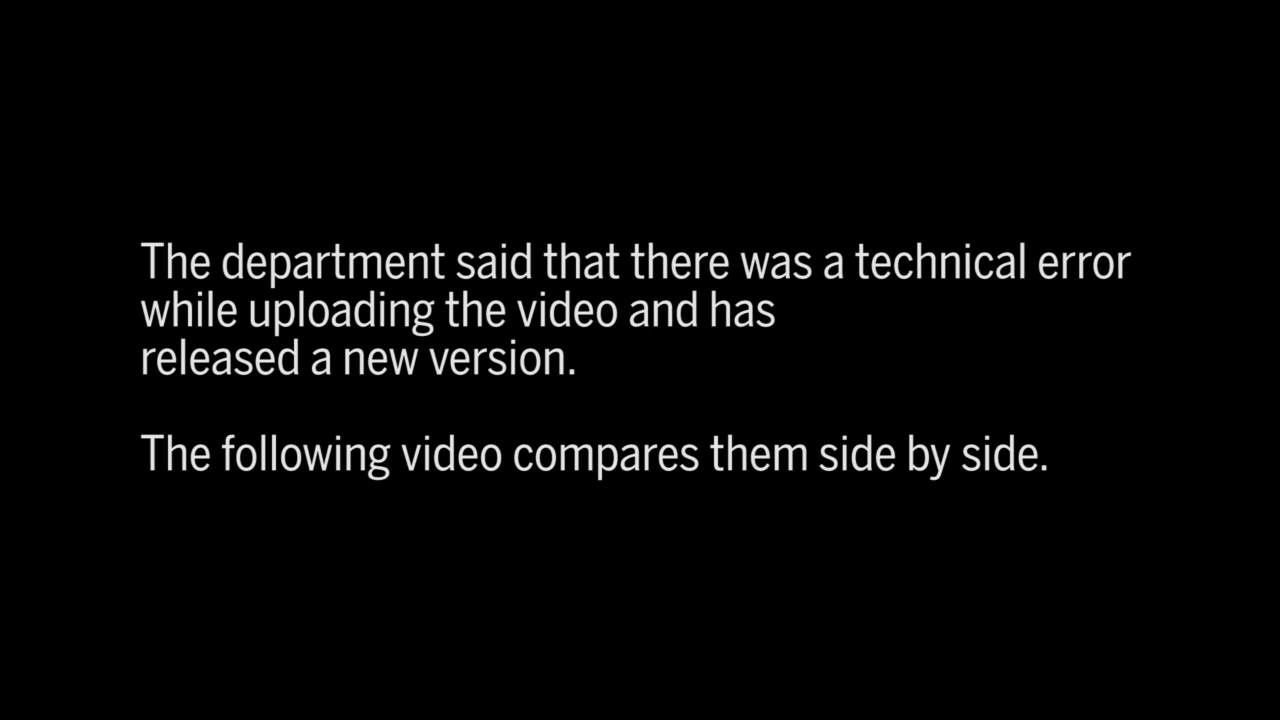 The department said that there was a technical error
while uploading the video and has
released a new version.
The following video compares them side by side.